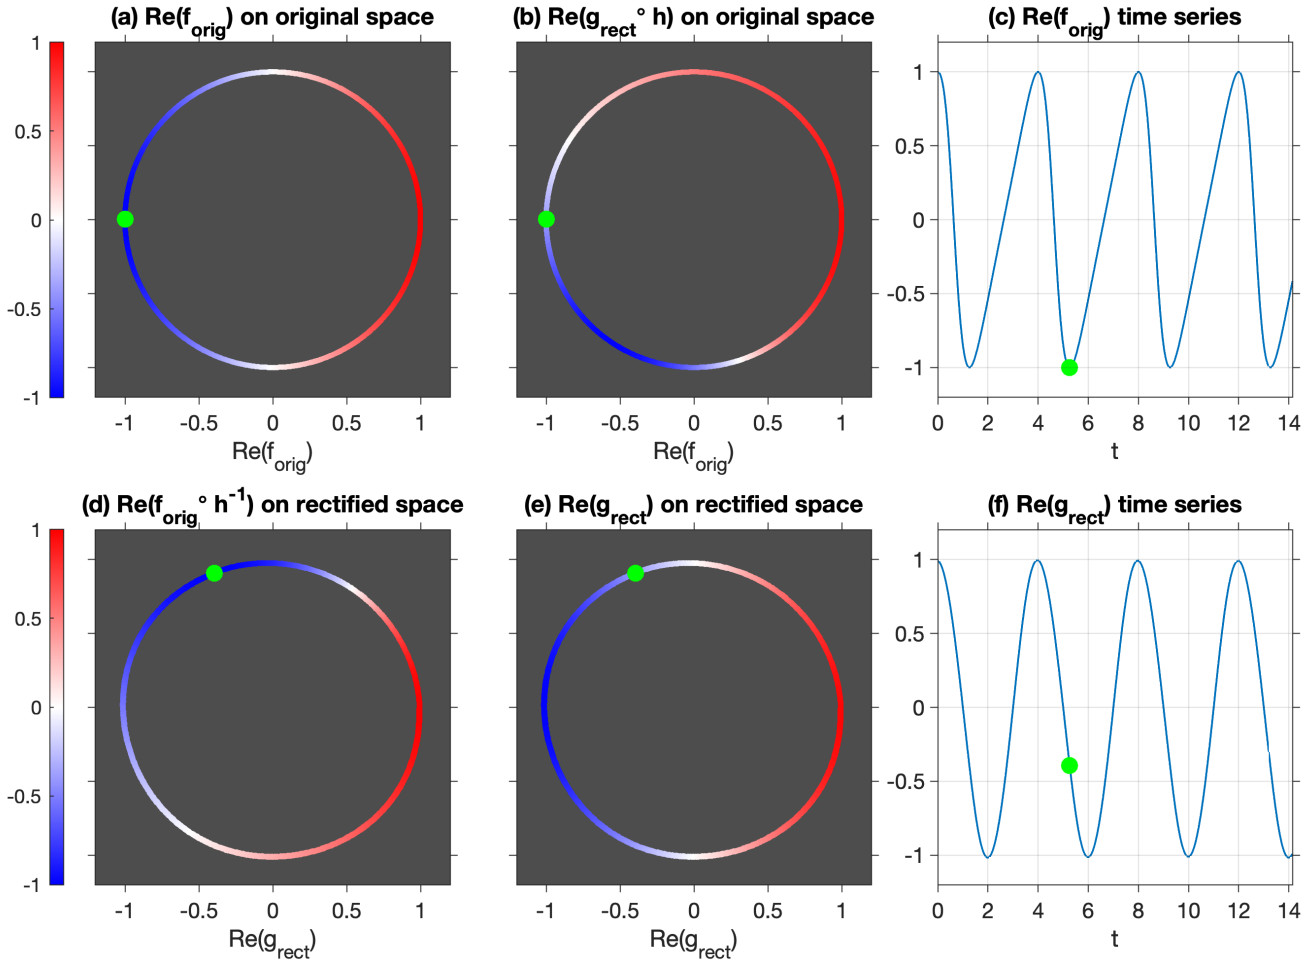 (a) Re(f_orig) on original space
(b) Re(g_rect ° h) on original space
(c) Re(f_orig) time series
1
0.5
0
-0.5
-1
-1 -0.5 0 0.5 1
Re(f_orig)
-1 -0.5 0 0.5 1
Re(f_orig)
1
0.5
0
-0.5
-1
0 2 4 6 8 10 12 14
t
(d) Re(f_orig ° h^-1) on rectified space
(e) Re(g_rect) on rectified space
(f) Re(g_rect) time series
1
0.5
0
-0.5
-1
-1 -0.5 0 0.5 1
Re(g_rect)
-1 -0.5 0 0.5 1
Re(g_rect)
1
0.5
0
-0.5
-1
0 2 4 6 8 10 12 14
t